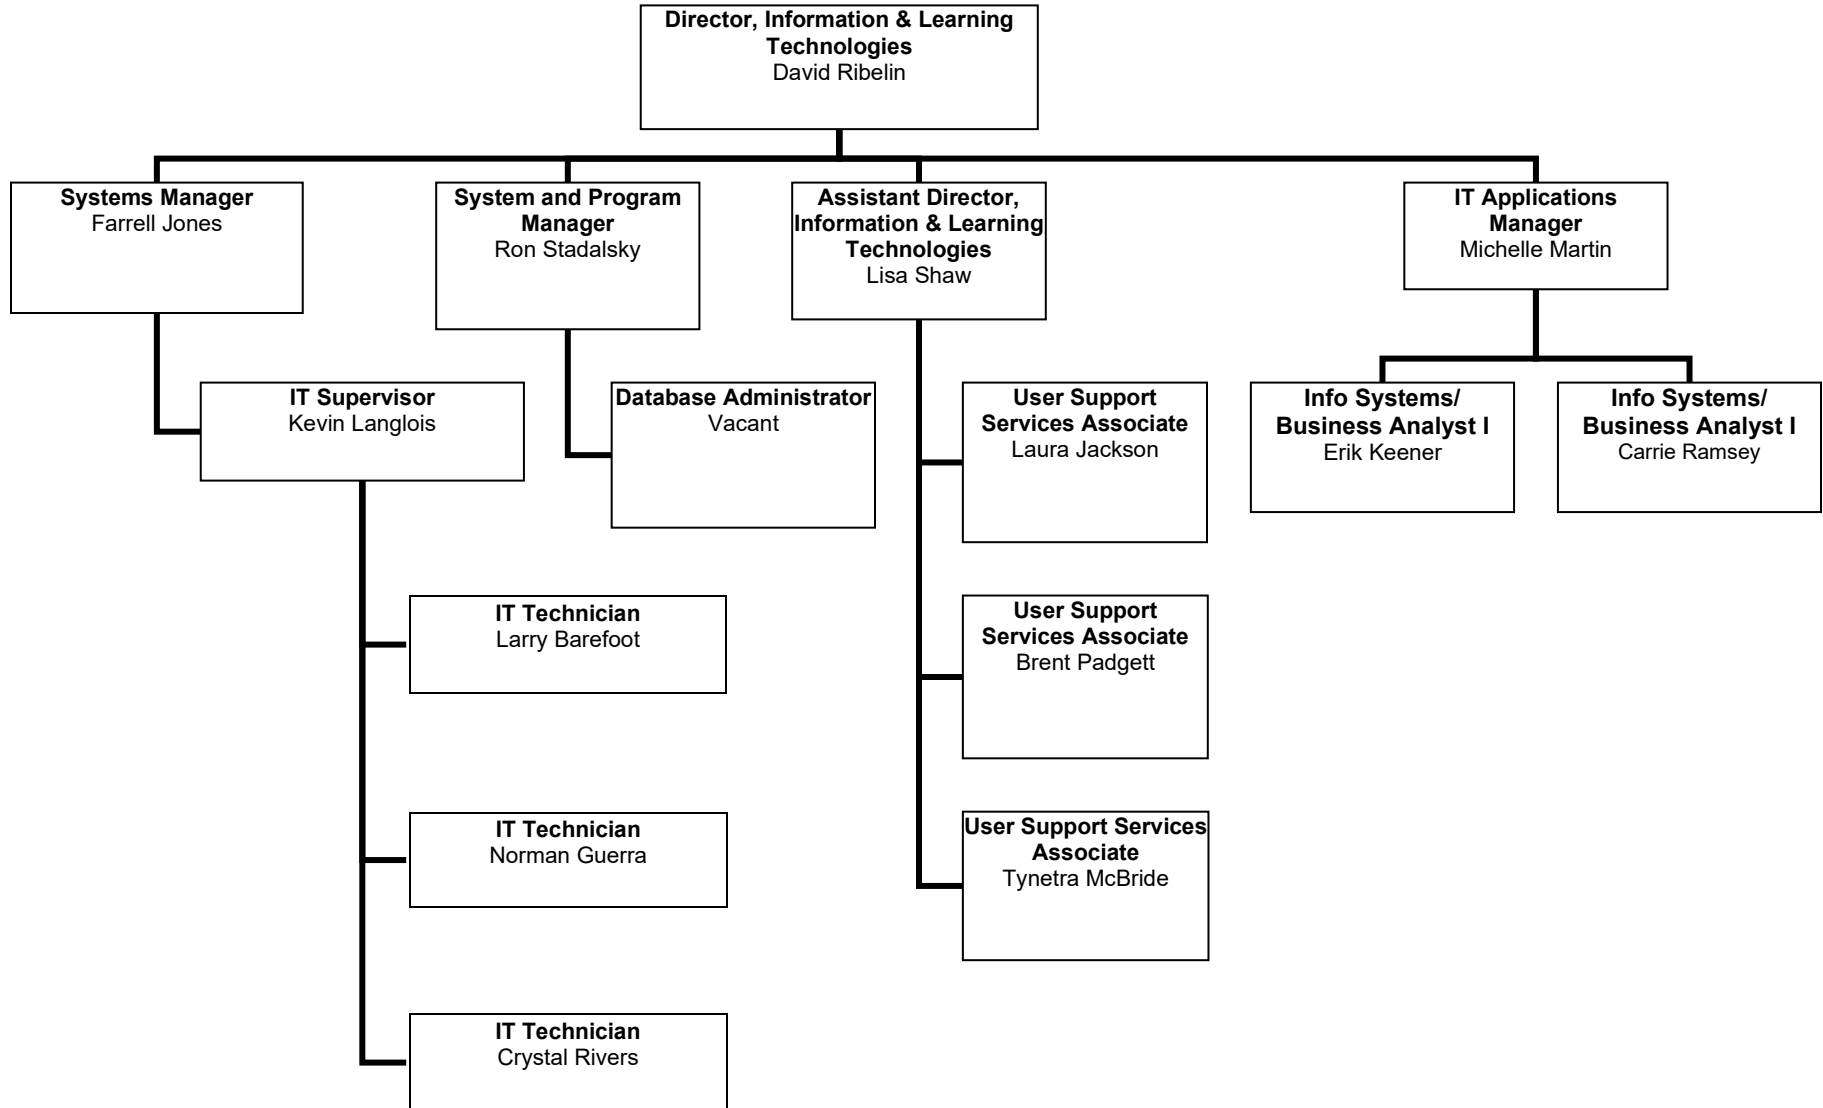 Director, Information & Learning
Technologies
David Ribelin
Systems Manager
Farrell Jones
System and Program
Manager
Ron Stadalsky
Assistant Director,
Information & Learning
Technologies
Lisa Shaw
IT Applications
Manager
Michelle Martin
IT Supervisor
Kevin Langlois
Database Administrator
Vacant
User Support
Services Associate
Laura Jackson
Info Systems/
Business Analyst I
Erik Keener
Info Systems/
Business Analyst I
Carrie Ramsey
IT Technician
Larry Barefoot
User Support
Services Associate
Brent Padgett
IT Technician
Norman Guerra
User Support Services
Associate
Tynetra McBride
IT Technician
Crystal Rivers